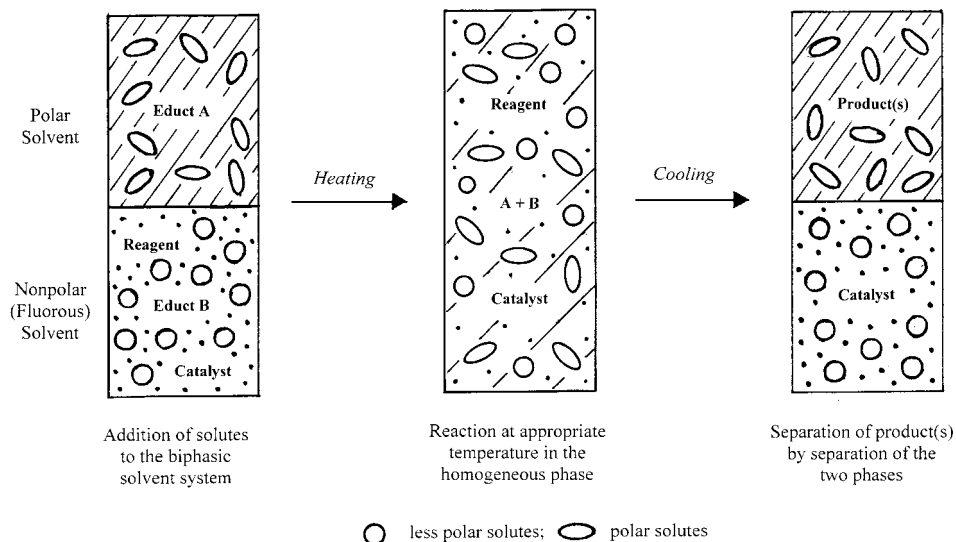 Polar
Solvent
Educt A
Reagent
Educt B
Catalyst
Nonpolar
(Fluorous)
Solvent
Heating
Reagent
A + B
Catalyst
Cooling
Product(s)
Catalyst
Addition of solutes
to the biphasic
solvent system
Reaction at appropriate
temperature in the
homogeneous phase
Separation of product(s)
by separation of the
two phases
less polar solutes; polar solutes